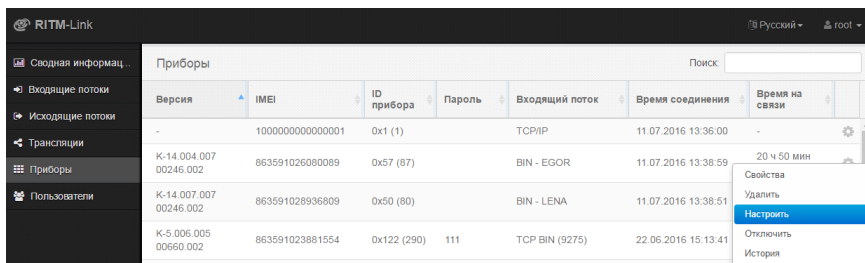 RITM-Link
Русский
root
Сводная информац...
Входящие потоки
Исходящие потоки
Трансляции
Приборы
Пользователи
Приборы
Поиск:
Версия IMEI ID прибора Пароль Входящий поток Время соединения Время на связи
- 1000000000000001 0x1 (1) TCP/IP 11.07.2016 13:36:00 -
K-14.004.007 00246.002 863591026080089 0x57 (87) BIN - EGOR 11.07.2016 13:38:59 20 ч 50 мин
K-14.007.007 00246.002 863591028936809 0x50 (80) BIN - LENA 11.07.2016 13:38:51
K-5.006.005 00660.002 863591023881554 0x122 (290) 111 TCP BIN (9275) 22.06.2016 15:13:41
Свойства
Удалить
Настроить
Отключить
История